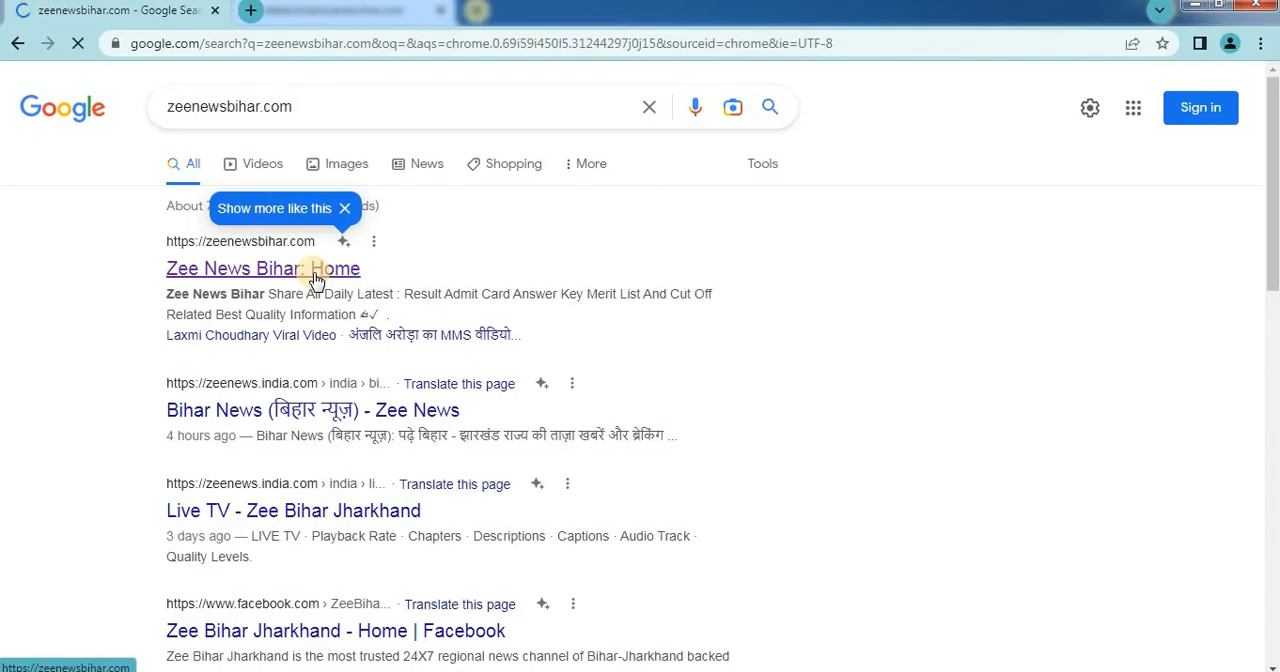 zeenewsbihar.com - Google Sear
google.com/search?q=zeenewsbihar.com&oq=&aqs=chrome.0.69i59i450l5.31244297j0j15&sourceid=chrome&ie=UTF-8
Google
zeenewsbihar.com
Sign in
All Videos Images News Shopping More Tools
About
Show more like this
https://zeenewsbihar.com
Zee News Bihar: Home
Zee News Bihar Share All Daily Latest : Result Admit Card Answer Key Merit List And Cut Off
Related Best Quality Information
Laxmi Choudhary Viral Video · अंजलि अरोड़ा का MMS वीडियो...
https://zeenews.india.com › india › bi... · Translate this page
Bihar News (बिहार न्यूज़) - Zee News
4 hours ago — Bihar News (बिहार न्यूज़): पढ़े बिहार - झारखंड राज्य की ताज़ा खबरें और ब्रेकिंग ...
https://zeenews.india.com › india › li... · Translate this page
Live TV - Zee Bihar Jharkhand
3 days ago — LIVE TV · Playback Rate · Chapters · Descriptions · Captions · Audio Track ·
Quality Levels.
https://www.facebook.com › ZeeBiha... · Translate this page
Zee Bihar Jharkhand - Home | Facebook
Zee Bihar Jharkhand is the most trusted 24X7 regional news channel of Bihar-Jharkhand backed
https://zeenewsbihar.com